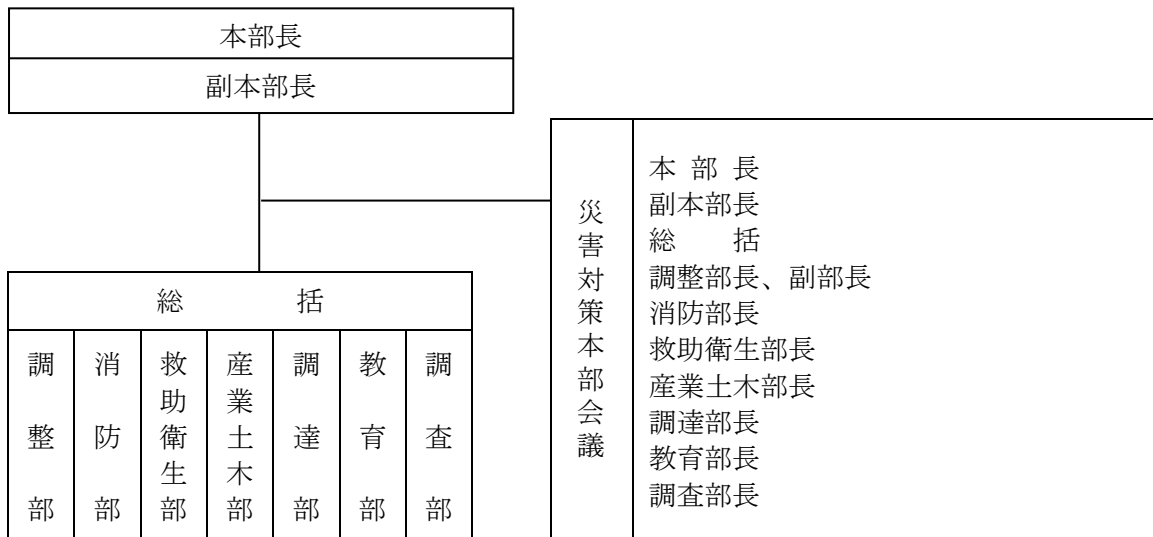 本部長
副本部長
総　　　　括
調整部
消防部
救助衛生部
産業土木部
調達部
教育部
調査部
災害対策本部会議
本 部 長
副本部長
総　　括
調整部長、副部長
消防部長
救助衛生部長
産業土木部長
調達部長
教育部長
調査部長